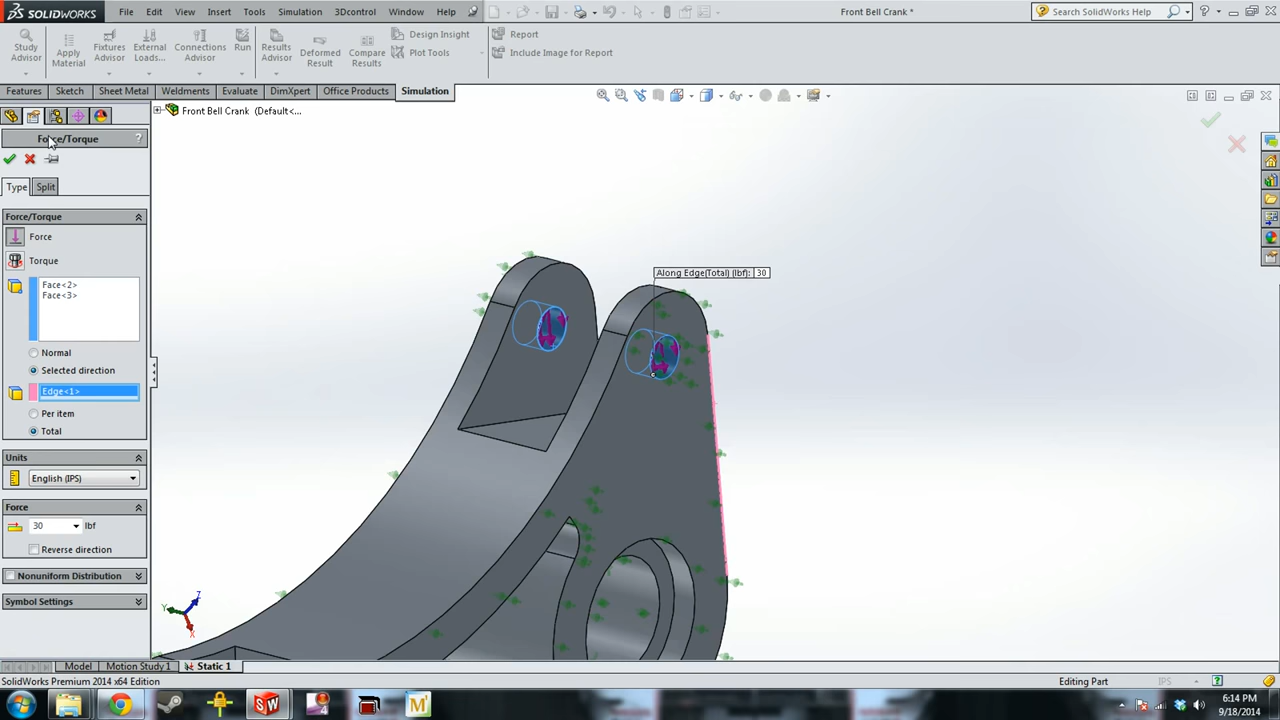 SOLIDWORKS File Edit View Insert Tools Simulation 3Dcontrol Window Help Front Bell Crank * Search SolidWorks Help
Study Advisor
Apply Material
Fixtures Advisor
External Loads...
Connections Advisor
Run
Results Advisor
Deformed Result
Compare Results
Design Insight
Plot Tools
Report
Include Image for Report
Features Sketch Sheet Metal Weldments Evaluate DimXpert Office Products Simulation
Front Bell Crank (Default<...
Force/Torque ?
Type Split
Force/Torque
Force
Torque
Face<2>
Face<3>
Normal
Selected direction
Edge<1>
Per item
Total
Units
English (IPS)
Force
30 lbf
Reverse direction
Nonuniform Distribution
Symbol Settings
Along Edge(Total) (lbf): 30
Z
Y
X
Model Motion Study 1 Static 1
SolidWorks Premium 2014 x64 Edition Editing Part IPS ?
SW M
6:14 PM
9/18/2014